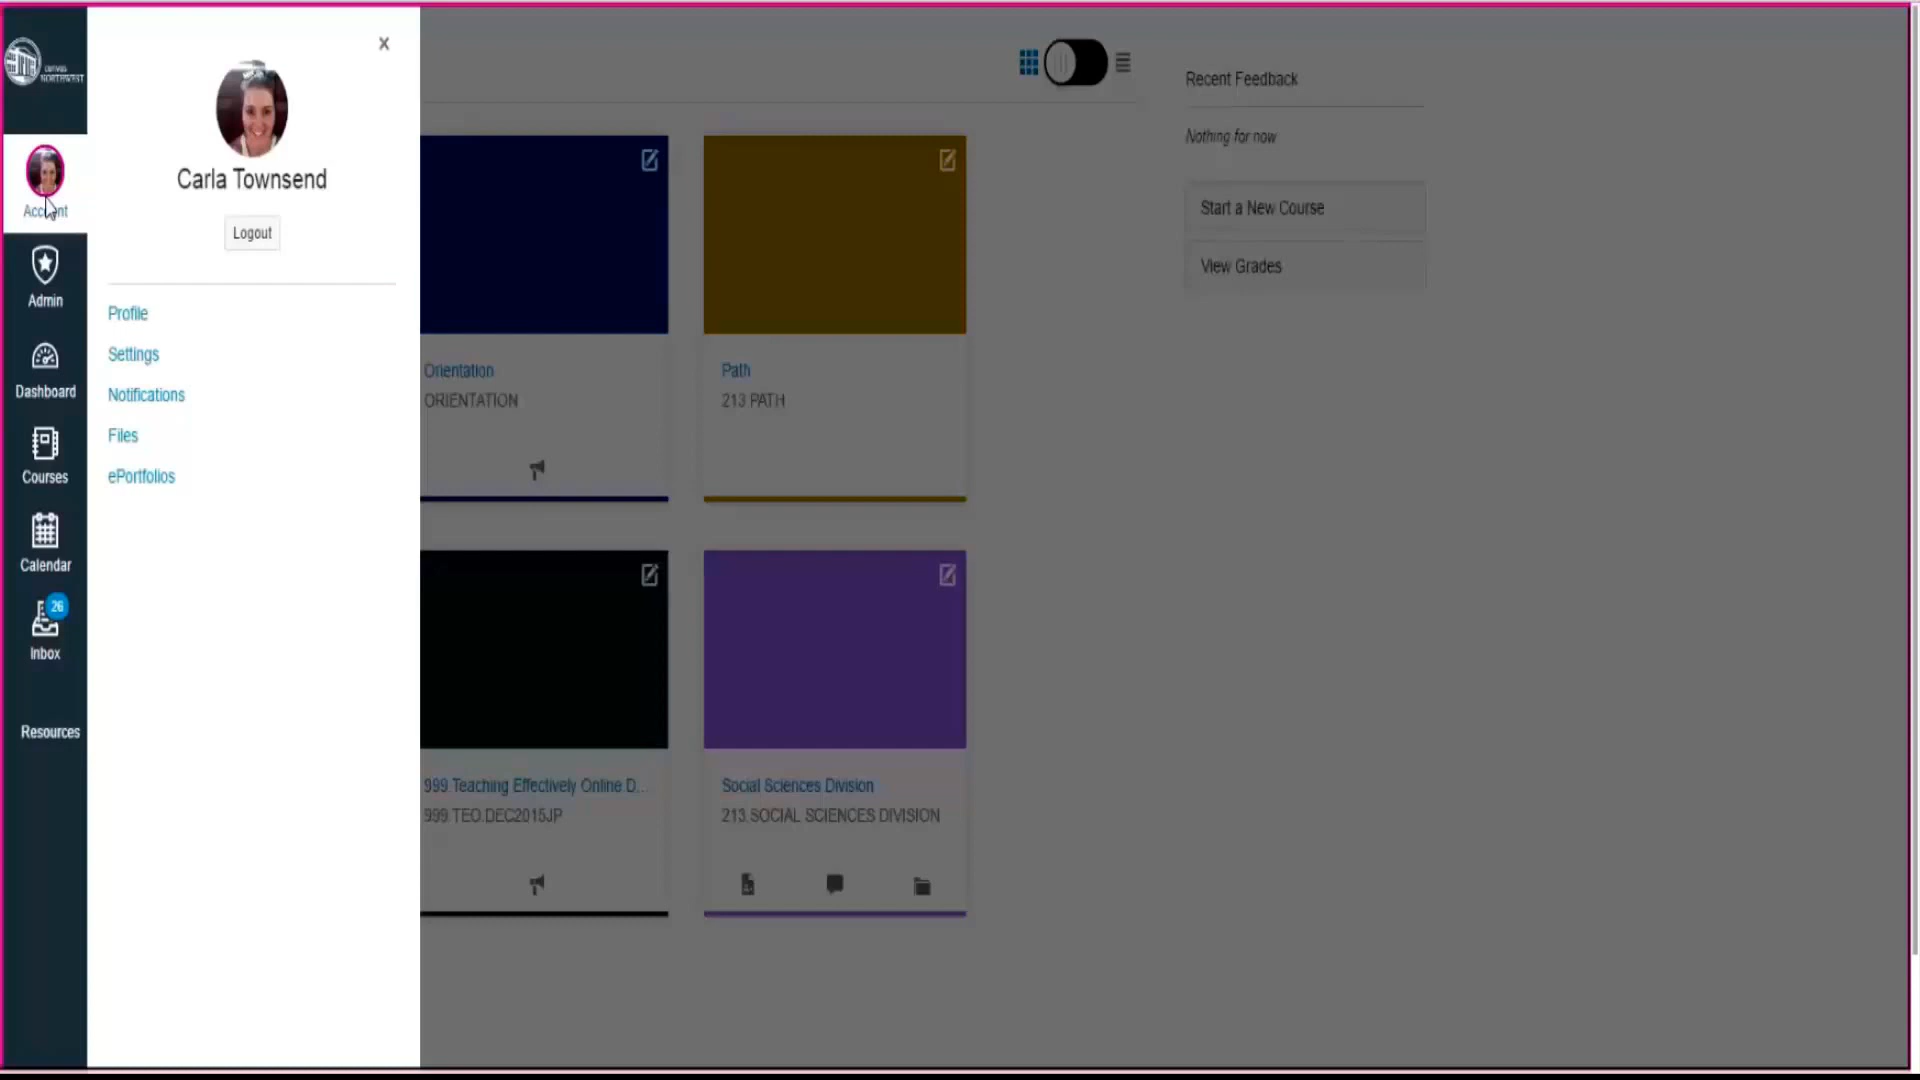 NORTHWEST
Account
Admin
Dashboard
Courses
Calendar
26
Inbox
Resources
x
Carla Townsend
Logout
Profile
Settings
Notifications
Files
ePortfolios
Orientation
ORIENTATION
Path
213 PATH
999 Teaching Effectively Online D...
999.TEO.DEC2015JP
Social Sciences Division
213.SOCIAL SCIENCES DIVISION
Recent Feedback
Nothing for now
Start a New Course
View Grades